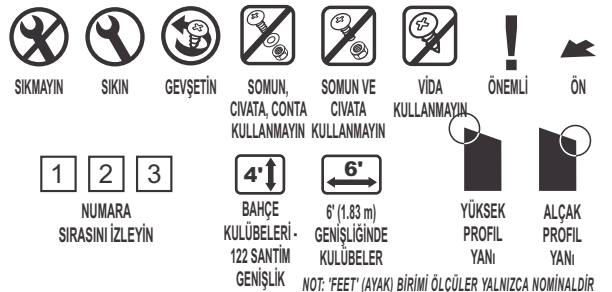 SIKMAYIN
SIKIN
GEVŞETİN
SOMUN,
CIVATA, CONTA
KULLANMAYIN
SOMUN VE
CIVATA
KULLANMAYIN
VİDA
KULLANMAYIN
ÖNEMLİ
ÖN
1 2 3
NUMARA
SIRASINI İZLEYİN
4'
BAHÇE
KULÜBELERİ -
122 SANTİM
GENİŞLİK
6'
6' (1.83 m)
GENİŞLİĞİNDE
KULÜBELER
YÜKSEK
PROFIL
YANI
ALÇAK
PROFIL
YANI
NOT: 'FEET' (AYAK) BİRİMİ ÖLÇÜLER YALNIZCA NOMİNALDİR